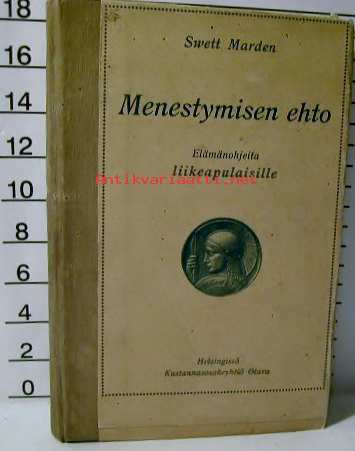 18
16
14
12
10
8
6
4
2
0
Swett Marden
Menestymisen ehto
Elämänohjeita
liikeapulaisille
Antikvariaatti.net
Helsingissä
Kustannusosakeyhtiö Otava